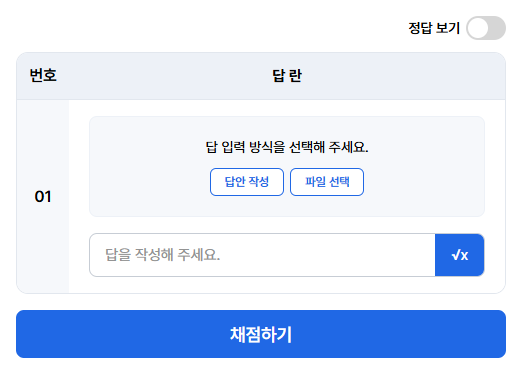 정답 보기
번호 답 란
01
답 입력 방식을 선택해 주세요.
답안 작성 파일 선택
답을 작성해 주세요. √x
채점하기